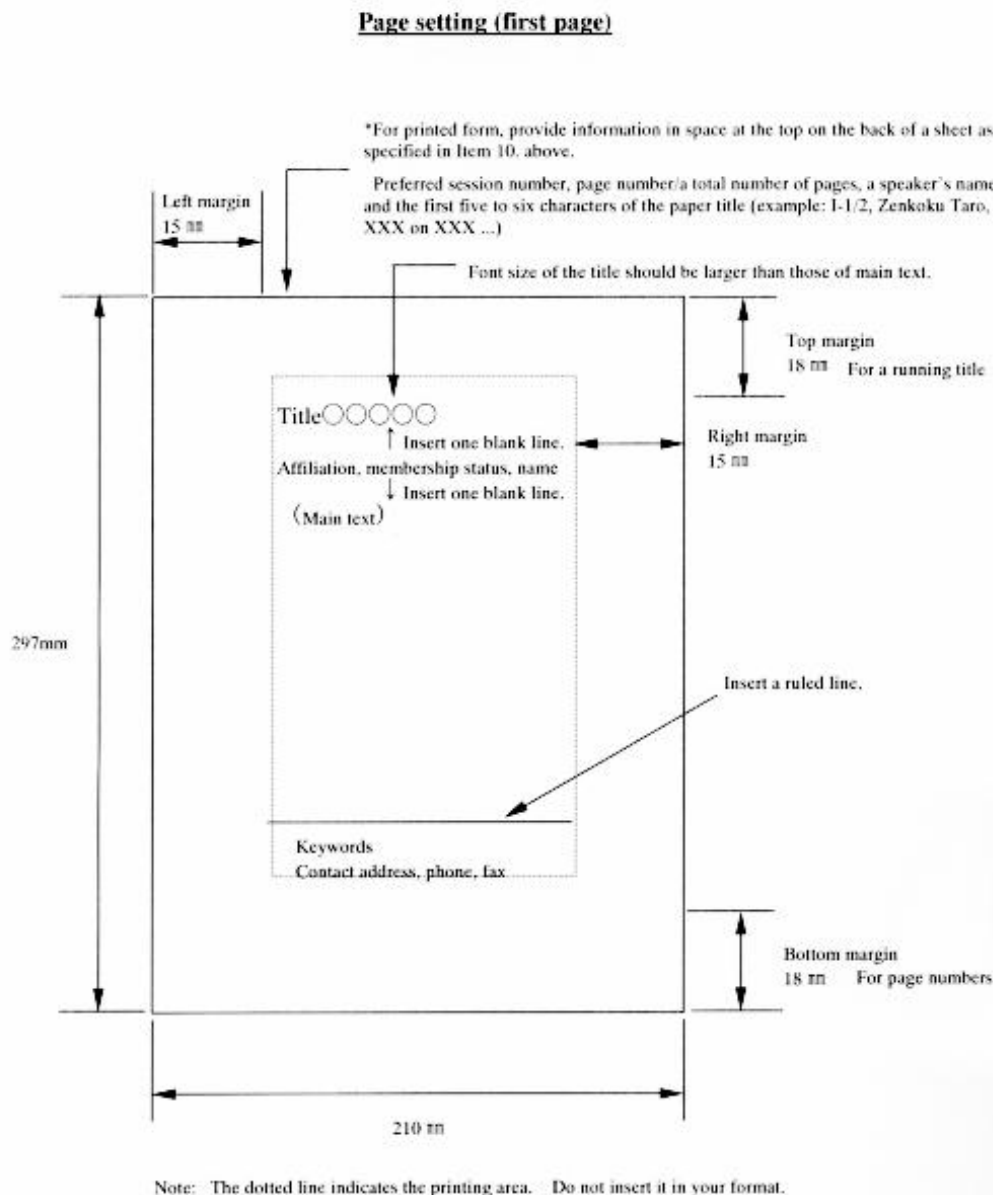 Page setting (first page)
*For printed form, provide information in space at the top on the back of a sheet as
specified in Item 10. above.
Preferred session number, page number/a total number of pages, a speaker's name
and the first five to six characters of the paper title (example: I-1/2, Zenkoku Taro,
XXX on XXX ...)
Left margin
15 ㎜
Font size of the title should be larger than those of main text.
Top margin
18 ㎜ For a running title
Title○○○○○
↑ Insert one blank line.
Right margin
15 ㎜
Affiliation, membership status, name
↓ Insert one blank line.
(Main text)
297mm
Insert a ruled line.
Keywords
Contact address, phone, fax
Bottom margin
18 ㎜ For page numbers
210 ㎜
Note: The dotted line indicates the printing area. Do not insert it in your format.